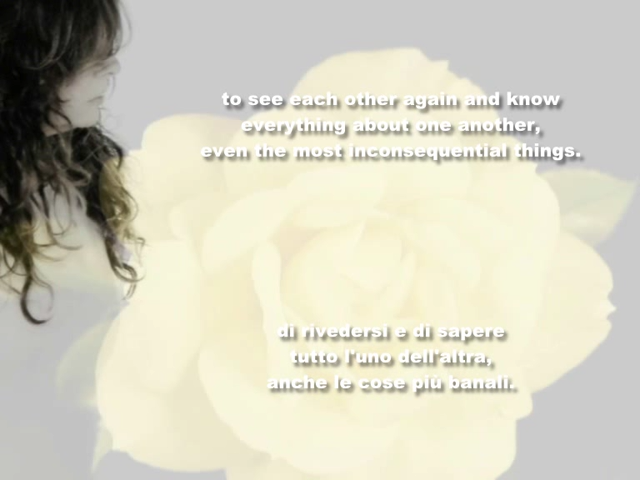 to see each other again and know
everything about one another,
even the most inconsequential things.
di rivedersi e di sapere
tutto l'uno dell'altra,
anche le cose più banali.